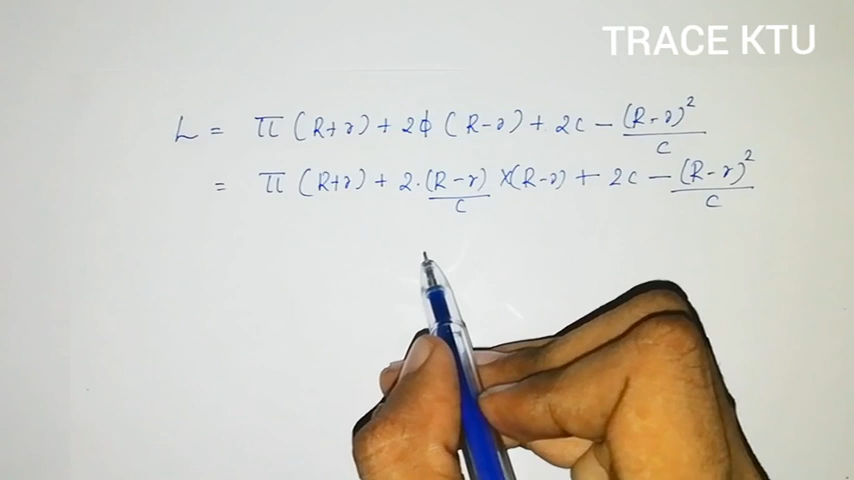 TRACE KTU
L = π (R+r) + 2ϕ (R-r) + 2c - (R-r)²/c
= π (R+r) + 2·(R-r)/c ×(R-r) + 2c - (R-r)²/c